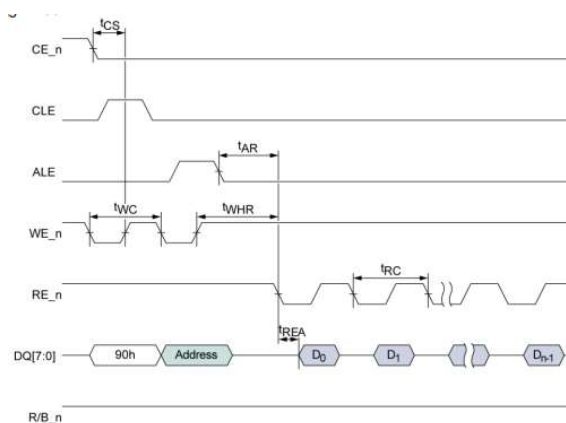 tCS
CE_n
CLE
tAR
ALE
tWC tWHR
WE_n
tRC
RE_n
tREA
DQ[7:0] 90h Address D0 D1 Dn-1
R/B_n